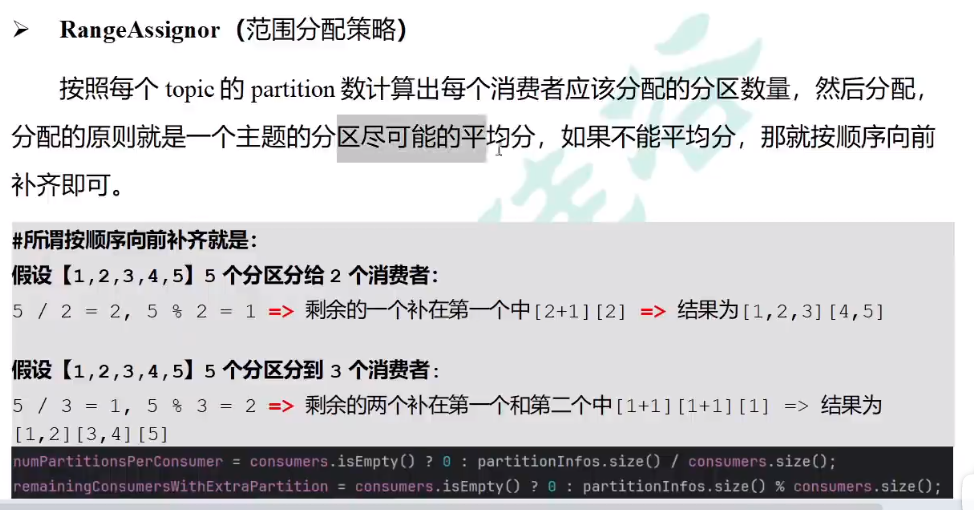 ➢ RangeAssignor（范围分配策略）
按照每个 topic 的 partition 数计算出每个消费者应该分配的分区数量，然后分配，
分配的原则就是一个主题的分区尽可能的平均分，如果不能平均分，那就按顺序向前
补齐即可。
#所谓按顺序向前补齐就是：
假设【1,2,3,4,5】5 个分区分给 2 个消费者：
5 / 2 = 2, 5 % 2 = 1 => 剩余的一个补在第一个中[2+1][2] => 结果为[1,2,3][4,5]
假设【1,2,3,4,5】5 个分区分到 3 个消费者：
5 / 3 = 1, 5 % 3 = 2 => 剩余的两个补在第一个和第二个中[1+1][1+1][1] => 结果为
[1,2][3,4][5]
numPartitionsPerConsumer = consumers.isEmpty() ? 0 : partitionInfos.size() / consumers.size();
remainingConsumersWithExtraPartition = consumers.isEmpty() ? 0 : partitionInfos.size() % consumers.size();